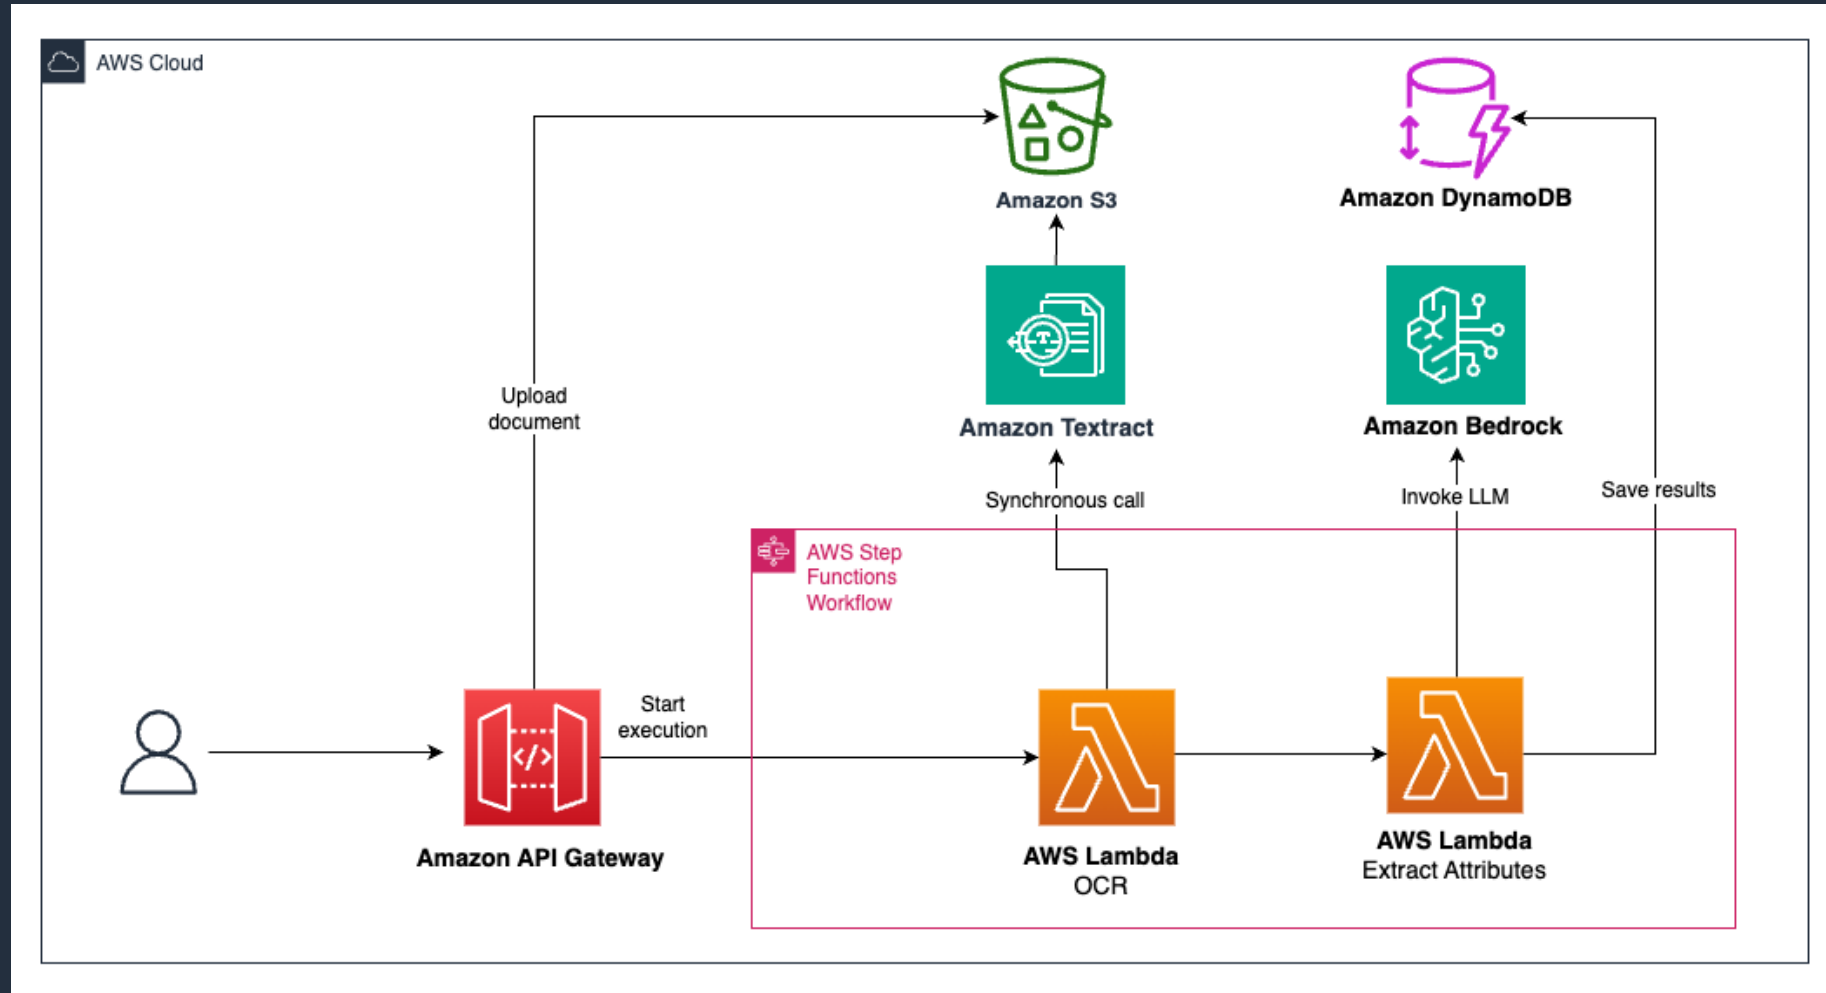 AWS Cloud
Amazon S3
Amazon DynamoDB
Upload
document
Amazon Textract
Amazon Bedrock
Synchronous call
Invoke LLM
Save results
AWS Step
Functions
Workflow
Start
execution
</>
Amazon API Gateway
AWS Lambda
OCR
AWS Lambda
Extract Attributes